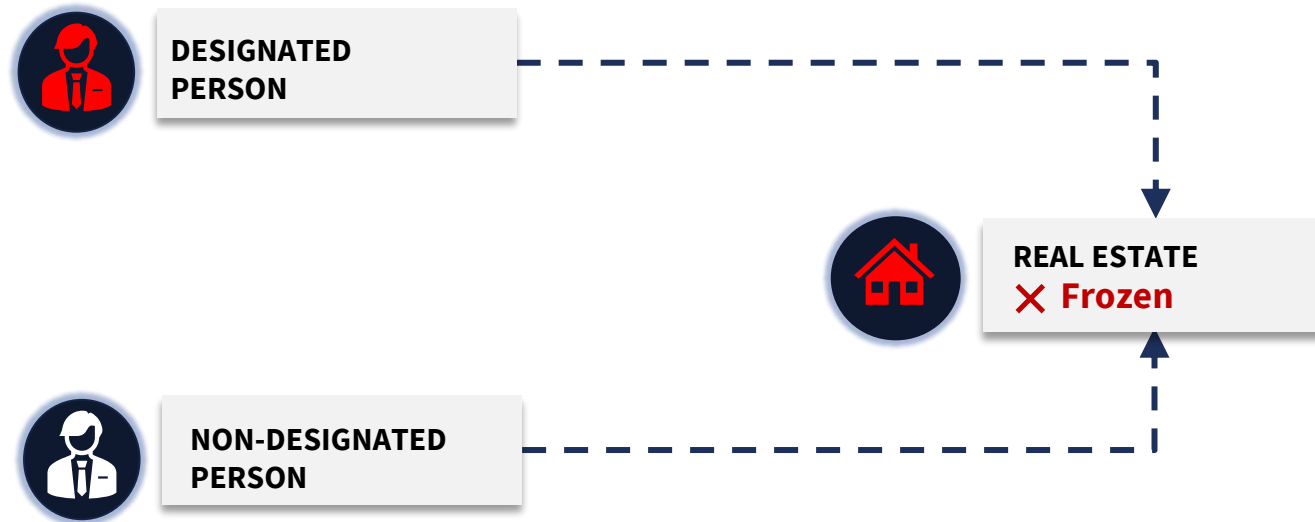 DESIGNATED
PERSON
REAL ESTATE
Frozen
NON-DESIGNATED
PERSON